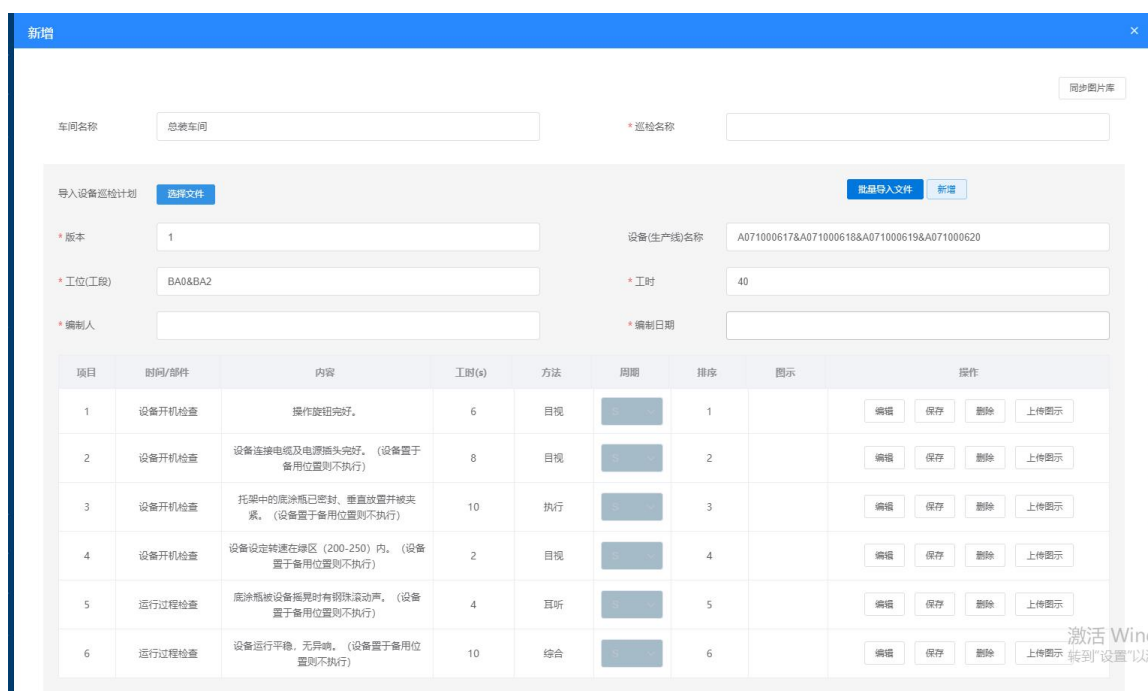 新增 ×
同步图片库
车间名称 总装车间 * 巡检名称
导入设备巡检计划 选择文件 批量导入文件 新增
* 版本 1 设备(生产线)名称 A071000617&A071000618&A071000619&A071000620
* 工位(工段) BA0&BA2 * 工时 40
* 编制人 * 编制日期
项目 时间/部件 内容 工时(s) 方法 周期 排序 图示 操作
1 设备开机检查 操作旋钮完好。 6 目视 S 1 编辑 保存 删除 上传图示
2 设备开机检查 设备连接电缆及电源插头完好。(设备置于
备用位置则不执行) 8 目视 S 2 编辑 保存 删除 上传图示
3 设备开机检查 托架中的底涂瓶已密封、垂直放置并被夹
紧。(设备置于备用位置则不执行) 10 执行 S 3 编辑 保存 删除 上传图示
4 设备开机检查 设备设定转速在绿区(200-250)内。(设备
置于备用位置则不执行) 2 目视 S 4 编辑 保存 删除 上传图示
5 运行过程检查 底涂瓶被设备摇晃时有钢珠滚动声。(设备
置于备用位置则不执行) 4 耳听 S 5 编辑 保存 删除 上传图示
6 运行过程检查 设备运行平稳,无异响。(设备置于备用位
置则不执行) 10 综合 S 6 编辑 保存 删除 上传图示
激活 Win
转到"设置"以